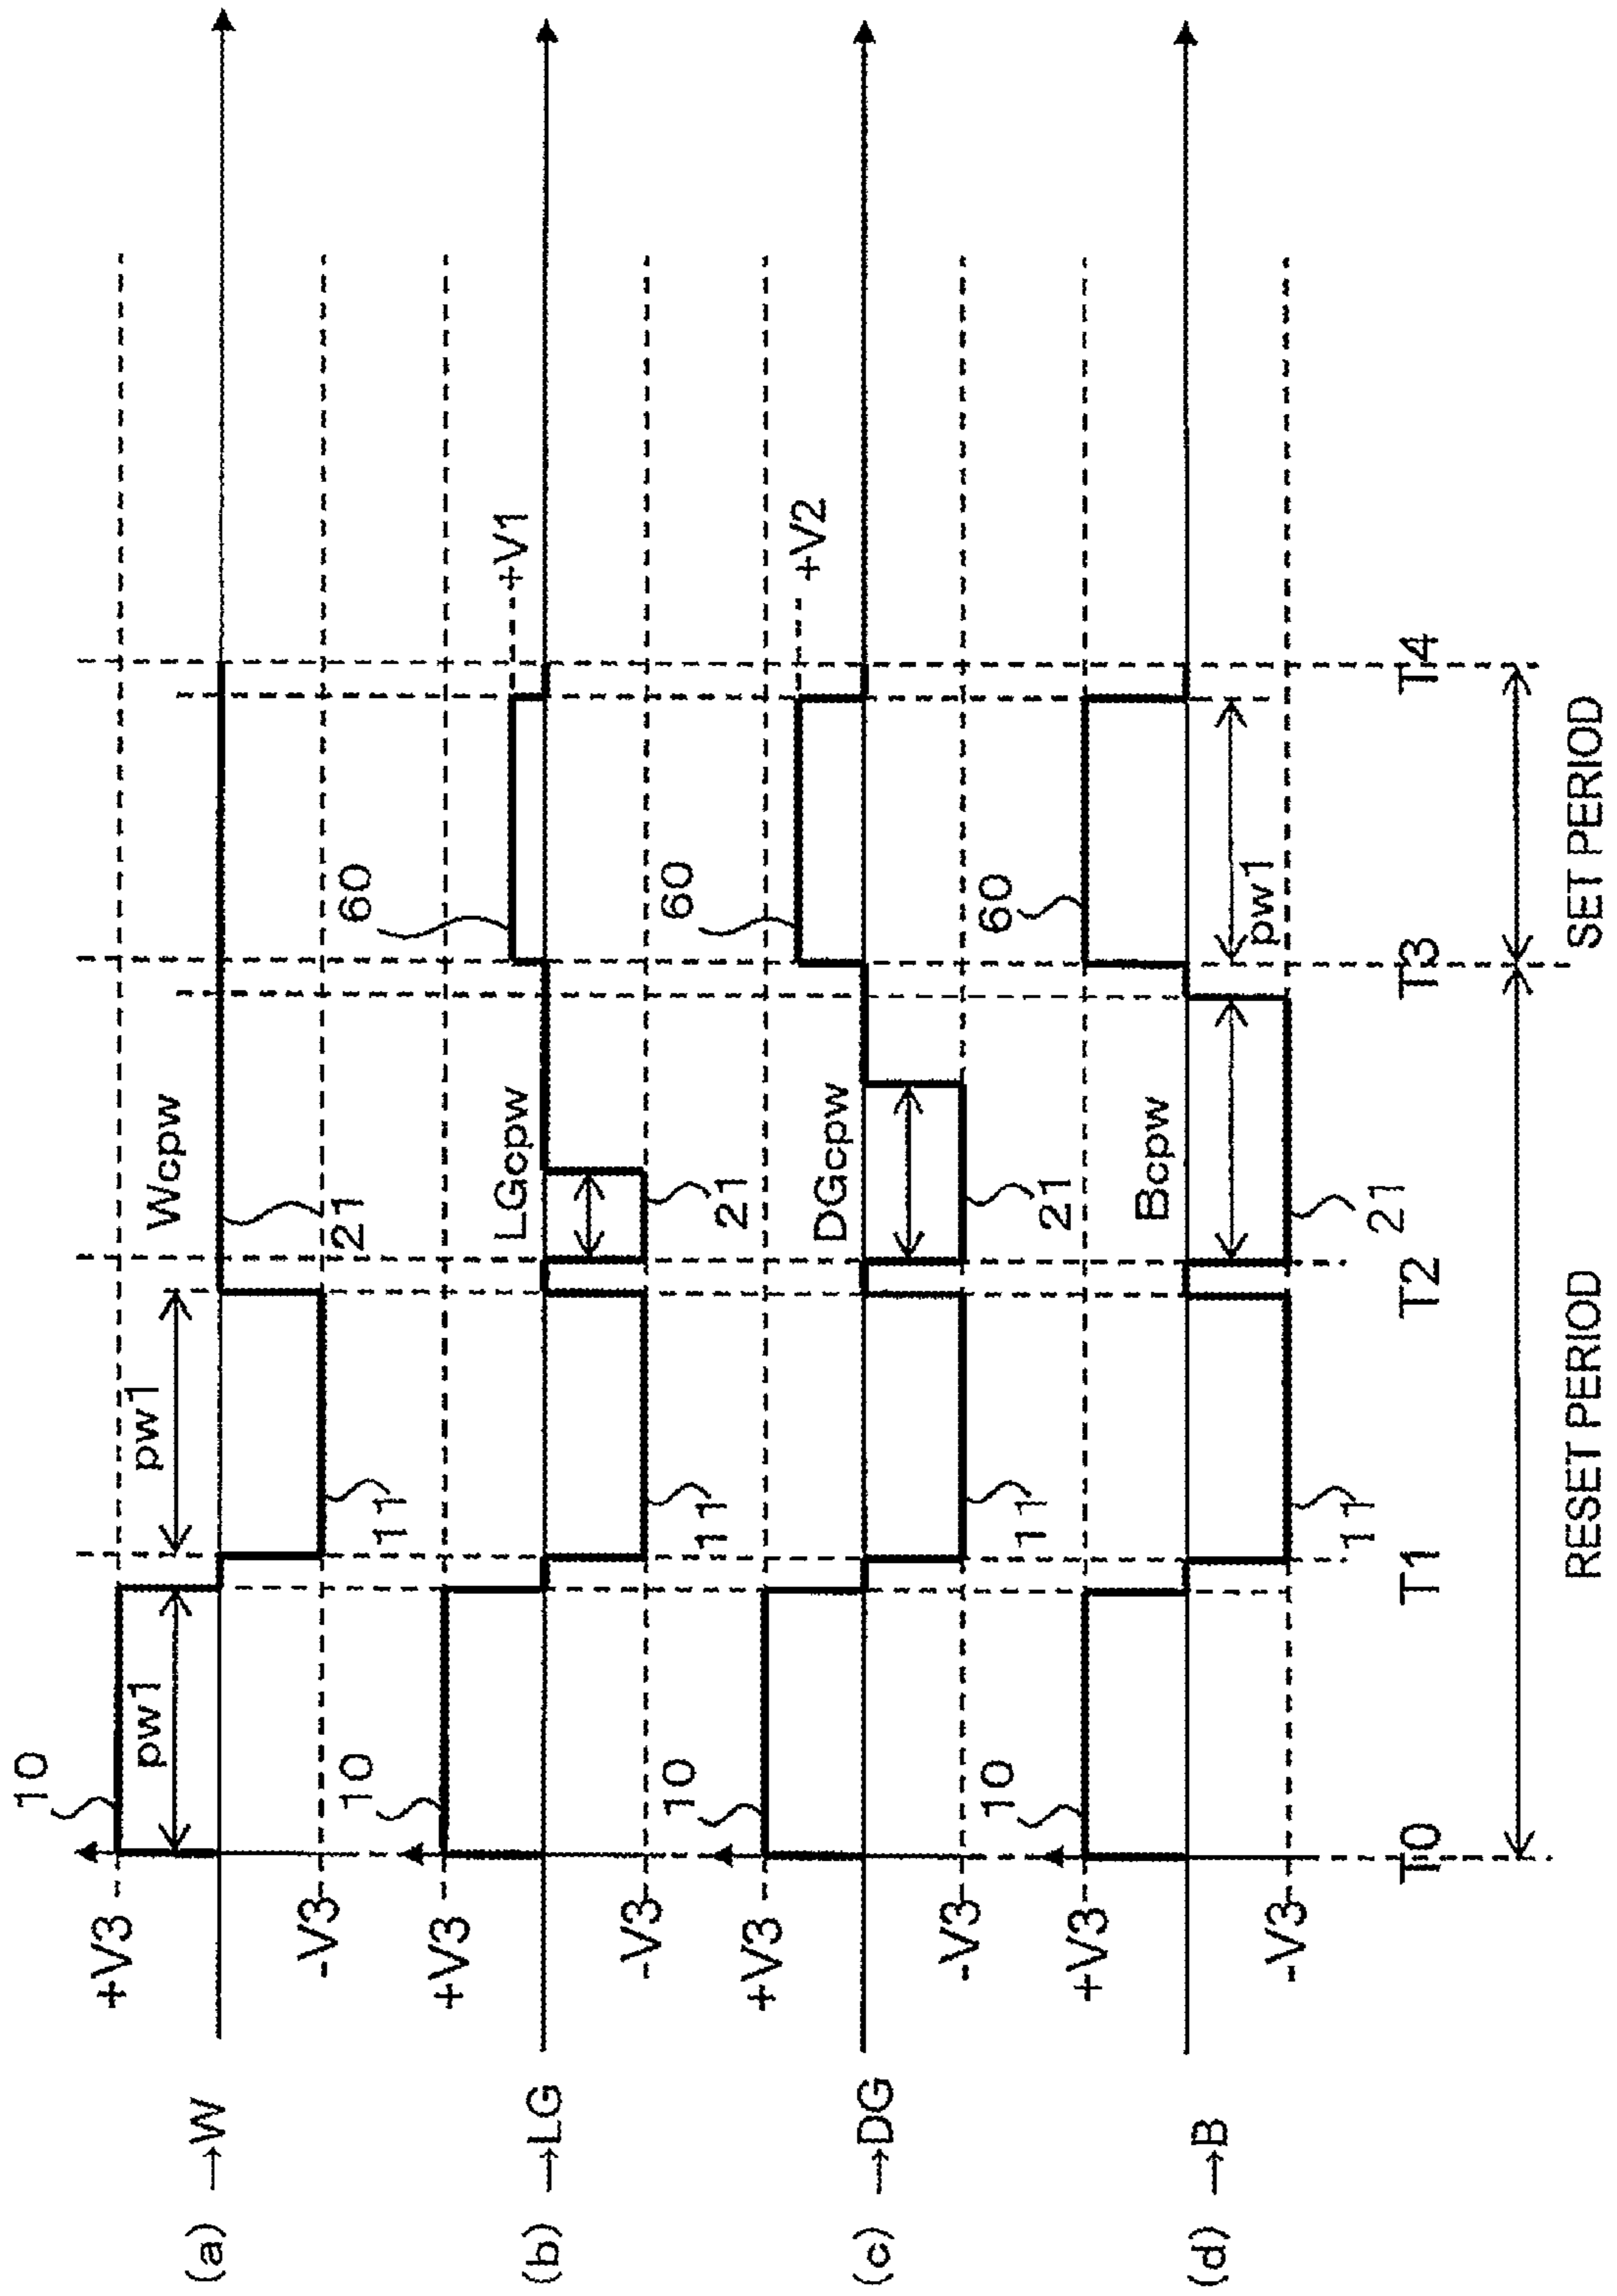 (a) →W
+V3
-V3
10
pw1
pw1
11
Wcpw
21
(b) →LG
+V3
-V3
10
11
LGcpw
21
60
+V1
(c) →DG
+V3
-V3
10
11
DGcpw
21
60
+V2
(d) →B
+V3
-V3
10
11
Bcpw
21
60
pw1
T0
T1
T2
T3
T4
RESET PERIOD
SET PERIOD